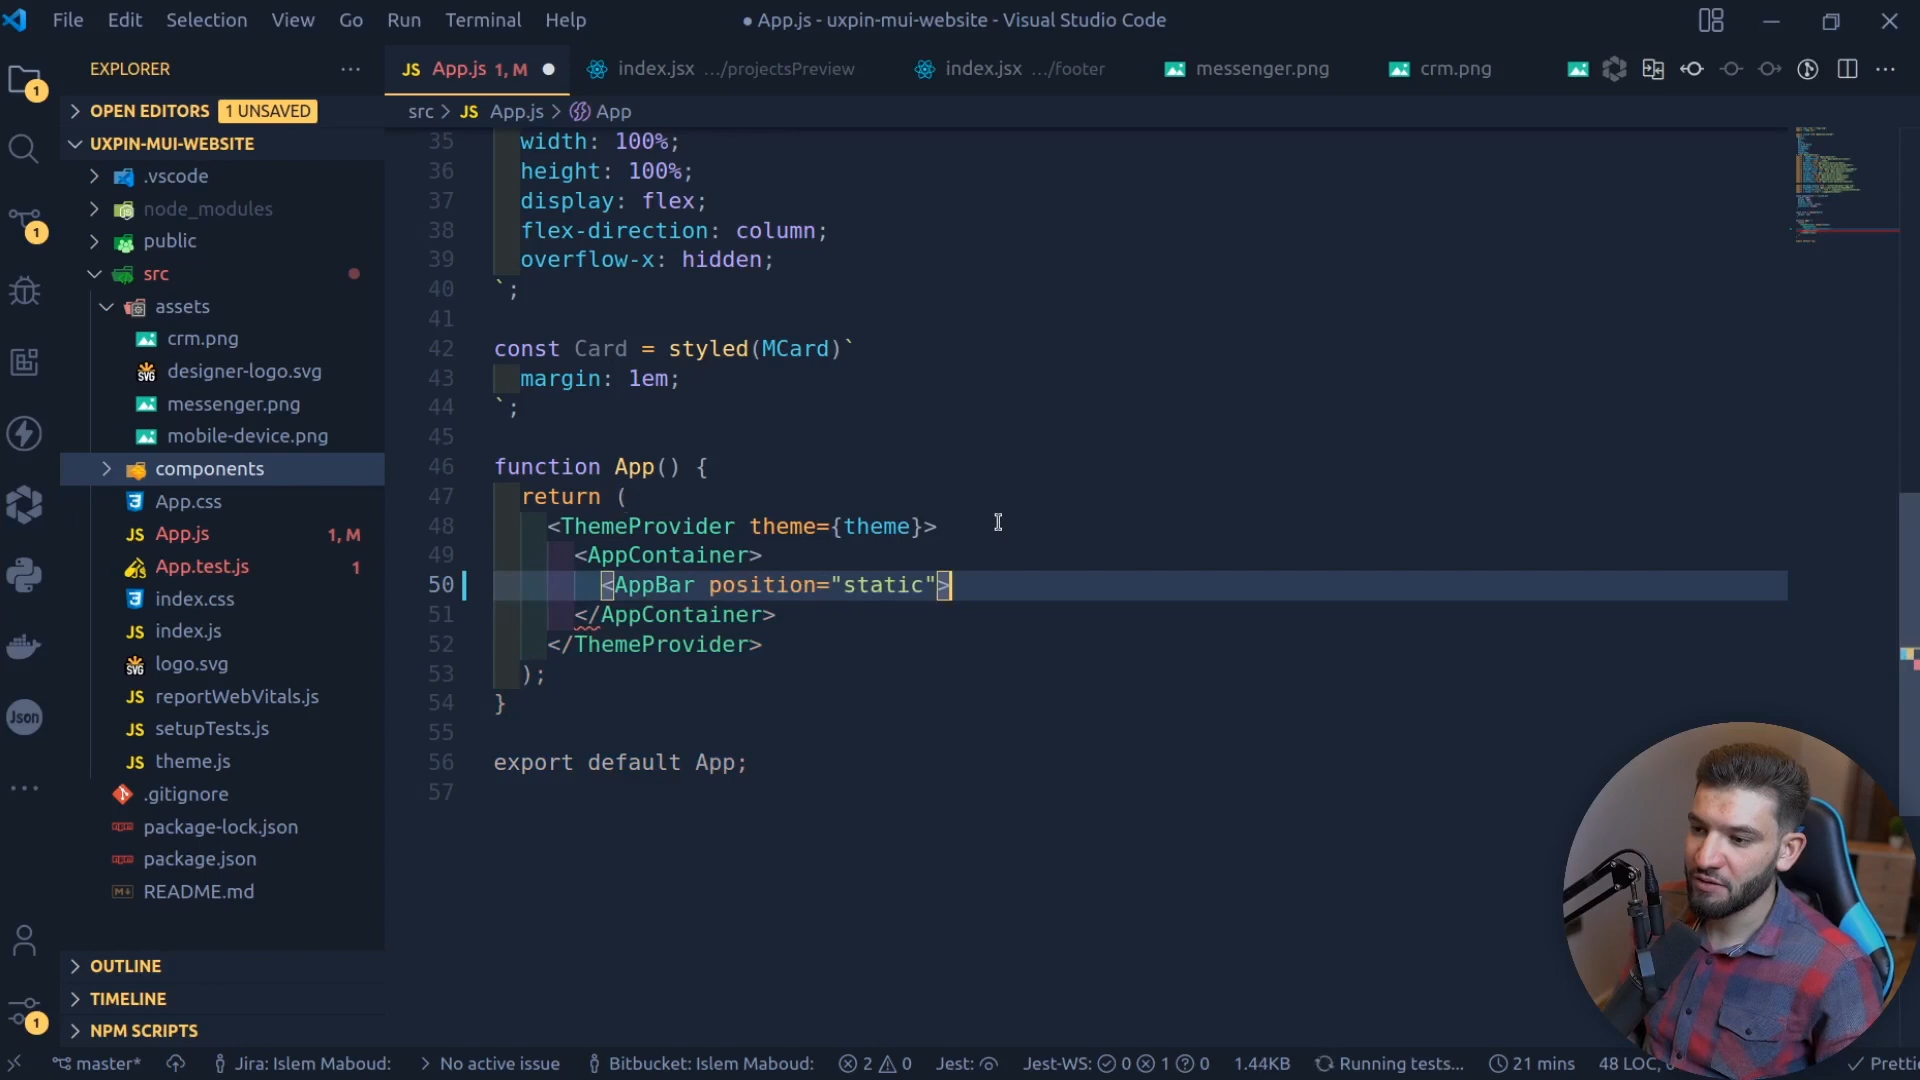 File Edit Selection View Go Run Terminal Help
● App.js - uxpin-mui-website - Visual Studio Code
EXPLORER ···
JS App.js 1, M ●
index.jsx .../projectsPreview
index.jsx .../footer
messenger.png
crm.png
OPEN EDITORS 1 UNSAVED
src > JS App.js > App
UXPIN-MUI-WEBSITE
.vscode
node_modules
public
src
assets
crm.png
SVG designer-logo.svg
messenger.png
mobile-device.png
components
App.css
JS App.js 1, M
App.test.js 1
index.css
JS index.js
SVG logo.svg
JS reportWebVitals.js
JS setupTests.js
JS theme.js
.gitignore
package-lock.json
package.json
README.md
OUTLINE
TIMELINE
NPM SCRIPTS
1
1
Json
1
35 width: 100%;
36 height: 100%;
37 display: flex;
38 flex-direction: column;
39 overflow-x: hidden;
40 `;
41
42 const Card = styled(MCard)`
43 margin: 1em;
44 `;
45
46 function App() {
47 return (
48 <ThemeProvider theme={theme}>
49 <AppContainer>
50 <AppBar position="static">
51 </AppContainer>
52 </ThemeProvider>
53 );
54 }
55
56 export default App;
57
master* Jira: Islem Maboud: No active issue Bitbucket: Islem Maboud: 2 0 Jest: Jest-WS: 0 1 0 1.44KB Running tests... 21 mins 48 LOC, Pretti